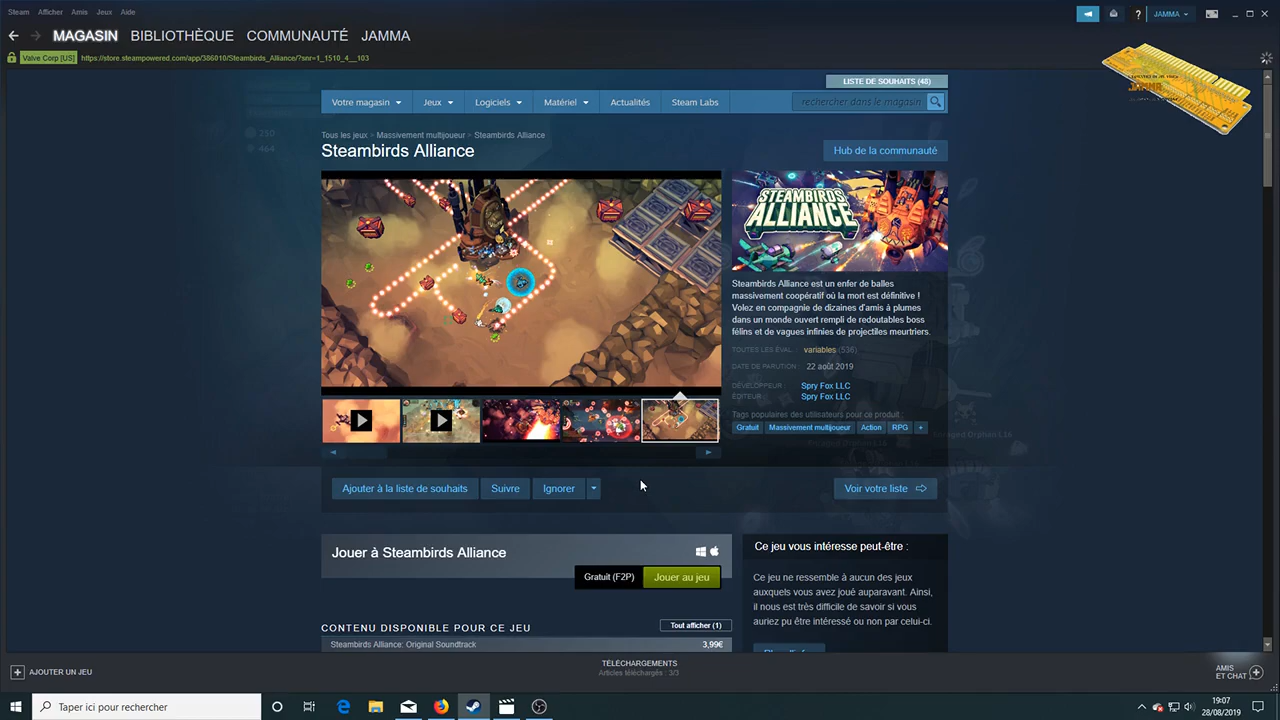 Steam Afficher Amis Jeux Aide
? JAMMA
MAGASIN BIBLIOTHÈQUE COMMUNAUTÉ JAMMA
Valve Corp [US] https://store.steampowered.com/app/386010/Steambirds_Alliance/?snr=1_1510_4__103
JAMMA
LISTE DE SOUHAITS (48)
Votre magasin Jeux Logiciels Matériel Actualités Steam Labs rechercher dans le magasin
250
464
Tous les jeux > Massivement multijoueur > Steambirds Alliance
Steambirds Alliance
Hub de la communauté
STEAMBIRDS
ALLIANCE
Steambirds Alliance est un enfer de balles
massivement coopératif où la mort est définitive !
Volez en compagnie de dizaines d'amis à plumes
dans un monde ouvert rempli de redoutables boss
félins et de vagues infinies de projectiles meurtriers.
TOUTES LES ÉVAL. : variables (536)
DATE DE PARUTION : 22 août 2019
DÉVELOPPEUR : Spry Fox LLC
ÉDITEUR : Spry Fox LLC
Tags populaires des utilisateurs pour ce produit :
Gratuit Massivement multijoueur Action RPG +
Ajouter à la liste de souhaits Suivre Ignorer Voir votre liste
Jouer à Steambirds Alliance
Gratuit (F2P) Jouer au jeu
Ce jeu vous intéresse peut-être :
Ce jeu ne ressemble à aucun des jeux
auxquels vous avez joué auparavant. Ainsi,
il nous est très difficile de savoir si vous
auriez pu être intéressé ou non par celui-ci.
CONTENU DISPONIBLE POUR CE JEU Tout afficher (1)
Steambirds Alliance: Original Soundtrack 3,99€
+ AJOUTER UN JEU
TÉLÉCHARGEMENTS
Articles téléchargés : 3/3
AMIS
ET CHAT
Taper ici pour rechercher
19:07
28/08/2019